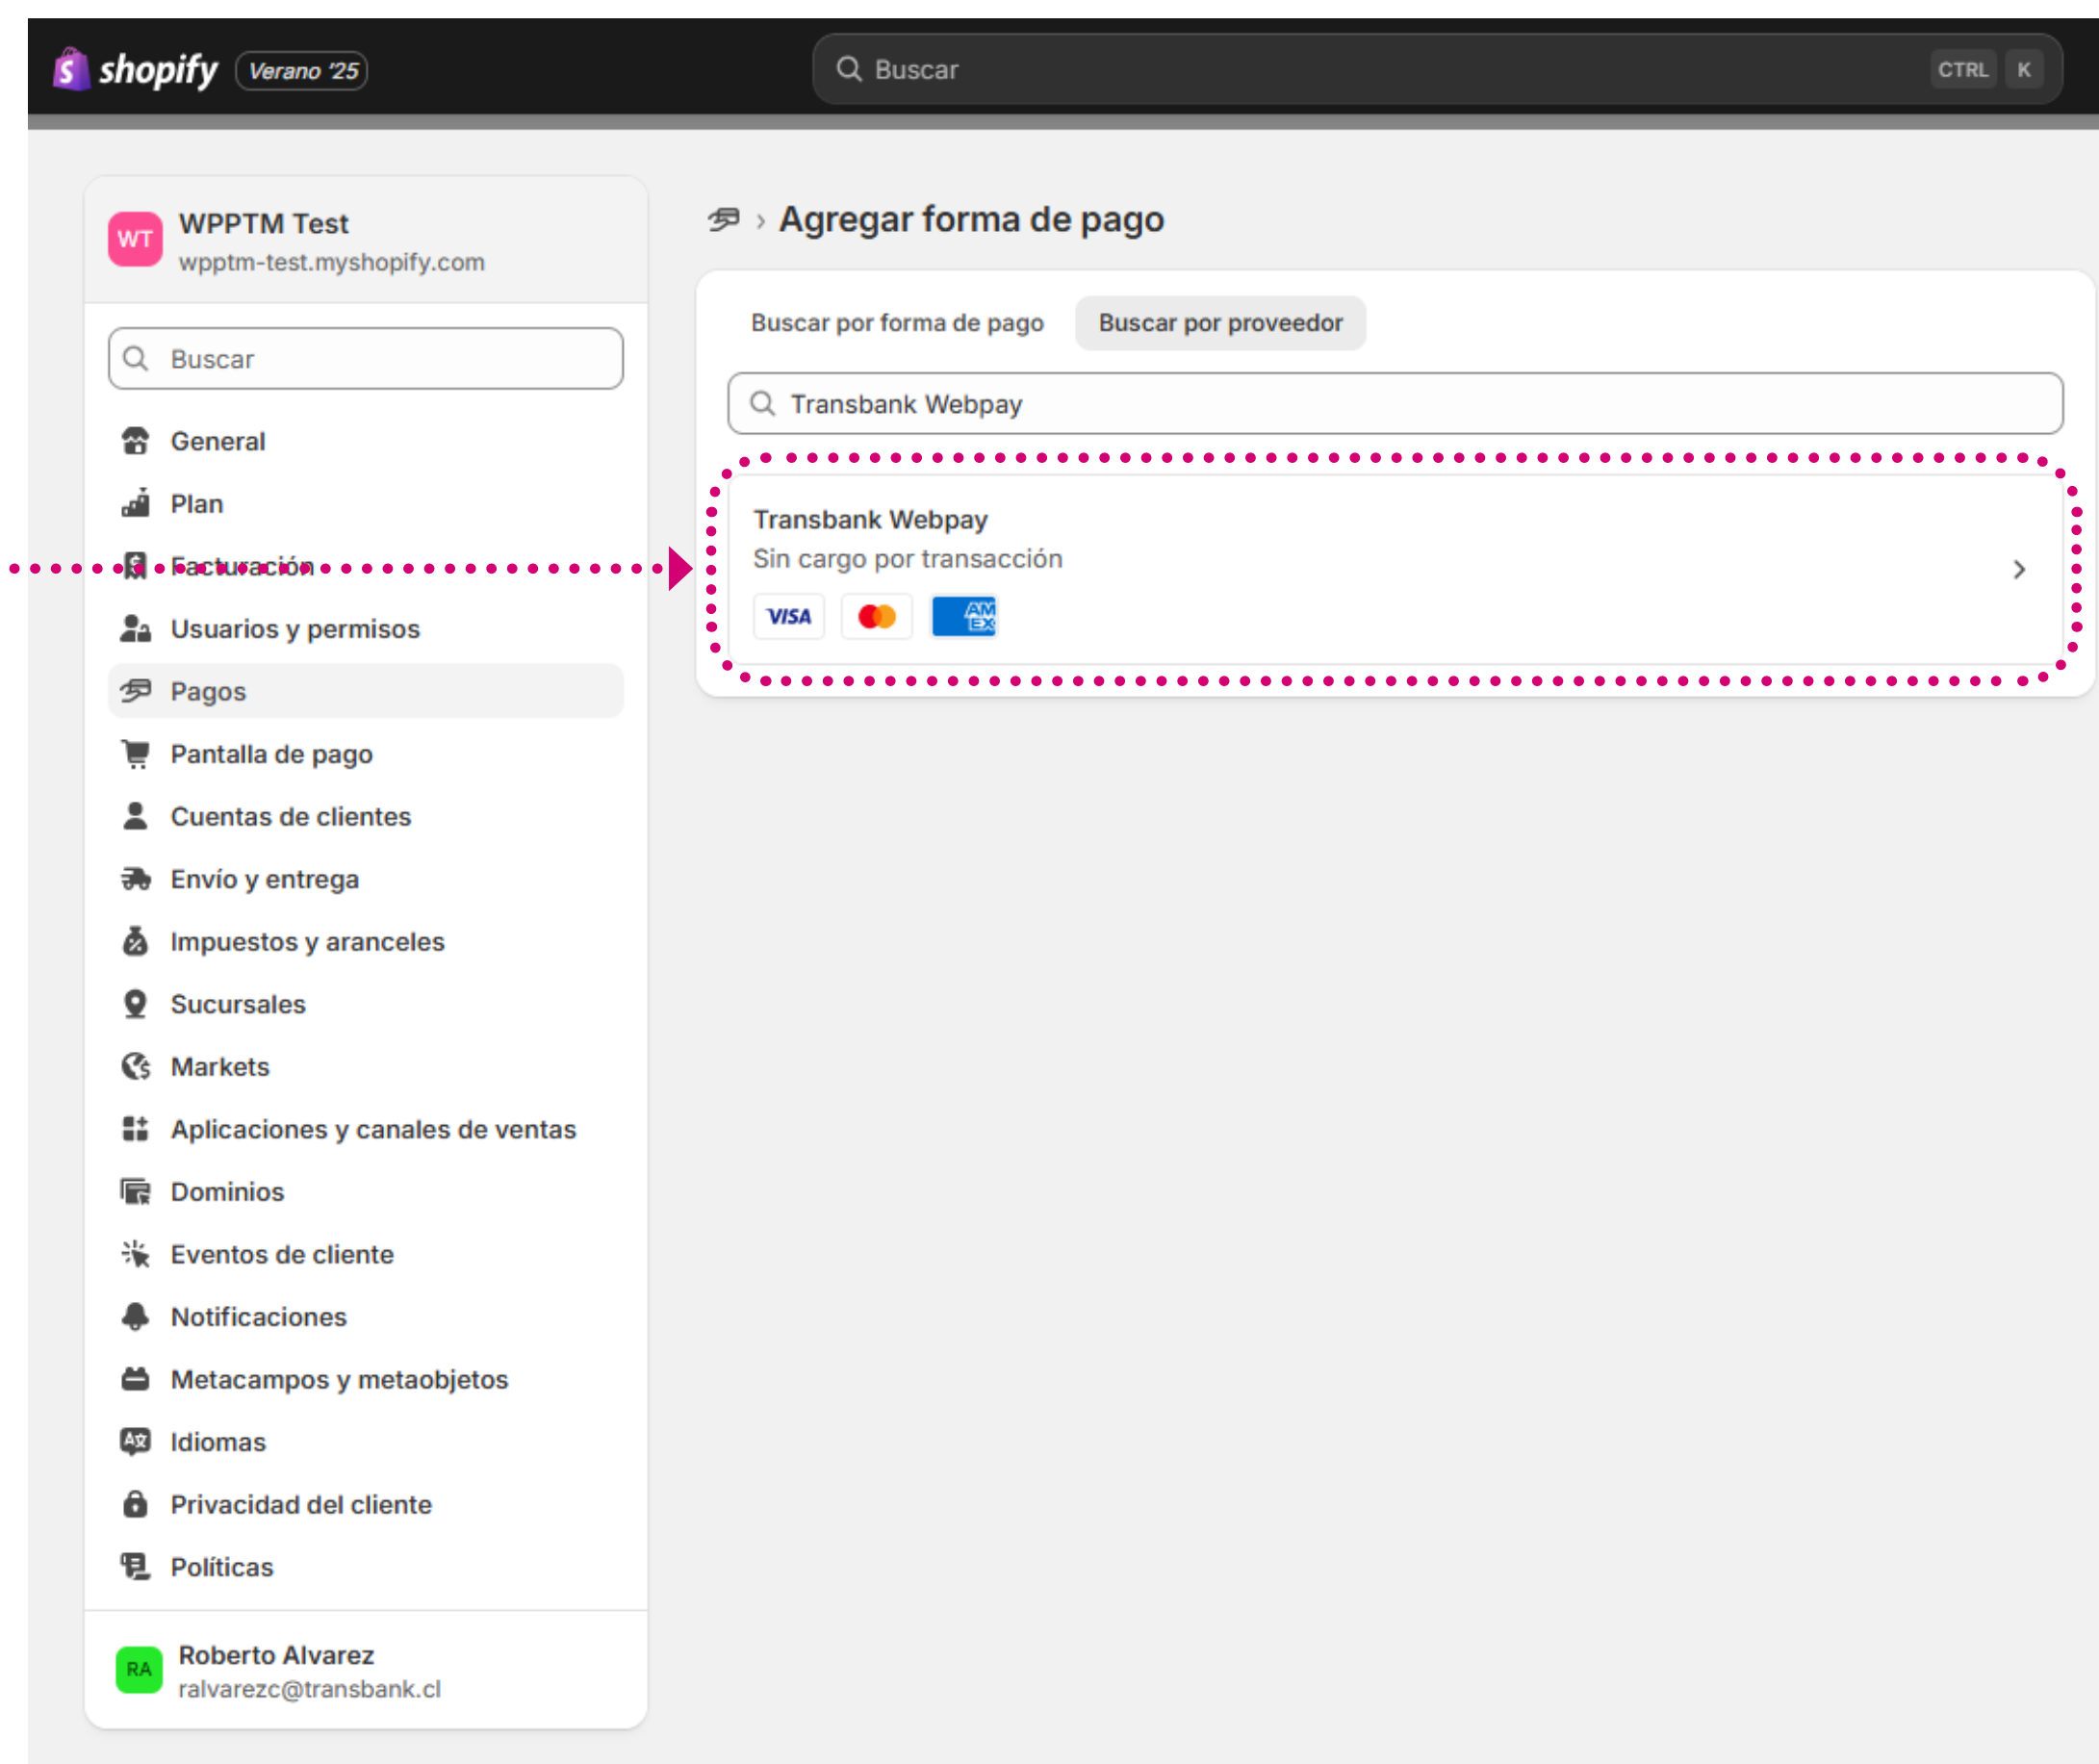 shopify Verano '25
Buscar
CTRL K
WT
WPPTM Test
wpptm-test.myshopify.com
Buscar
General
Plan
Facturación
Usuarios y permisos
Pagos
Pantalla de pago
Cuentas de clientes
Envío y entrega
Impuestos y aranceles
Sucursales
Markets
Aplicaciones y canales de ventas
Dominios
Eventos de cliente
Notificaciones
Metacampos y metaobjetos
Idiomas
Privacidad del cliente
Políticas
RA
Roberto Alvarez
ralvarezc@transbank.cl
Agregar forma de pago
Buscar por forma de pago Buscar por proveedor
Transbank Webpay
Transbank Webpay
Sin cargo por transacción
VISA
AM
EX